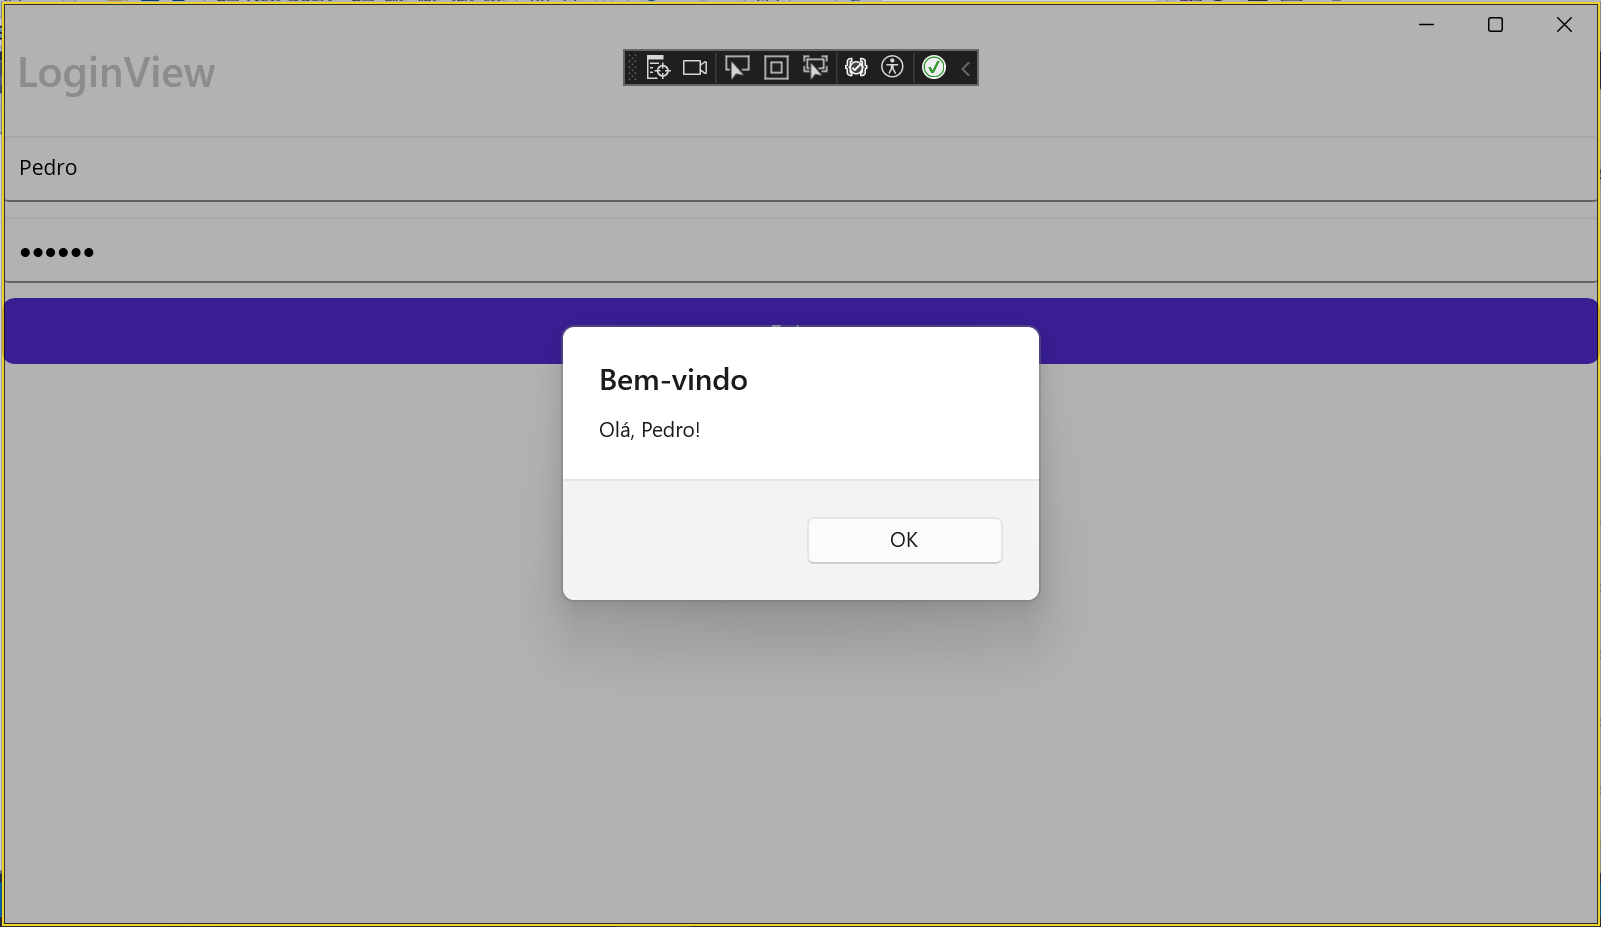 LoginView
Pedro
Bem-vindo
Olá, Pedro!
OK